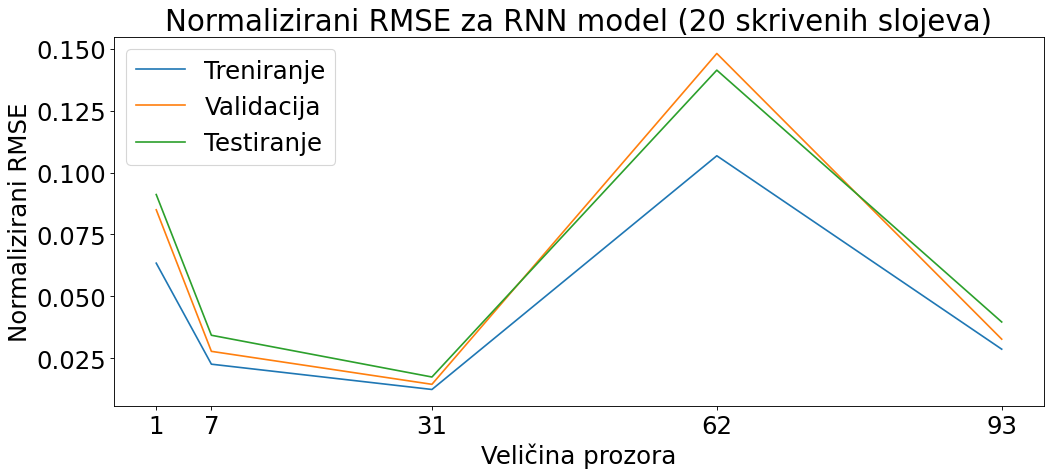 Normalizirani RMSE za RNN model (20 skrivenih slojeva)
Normalizirani RMSE
0.150
0.125
0.100
0.075
0.050
0.025
Treniranje
Validacija
Testiranje
1 7 31 62 93
Veličina prozora